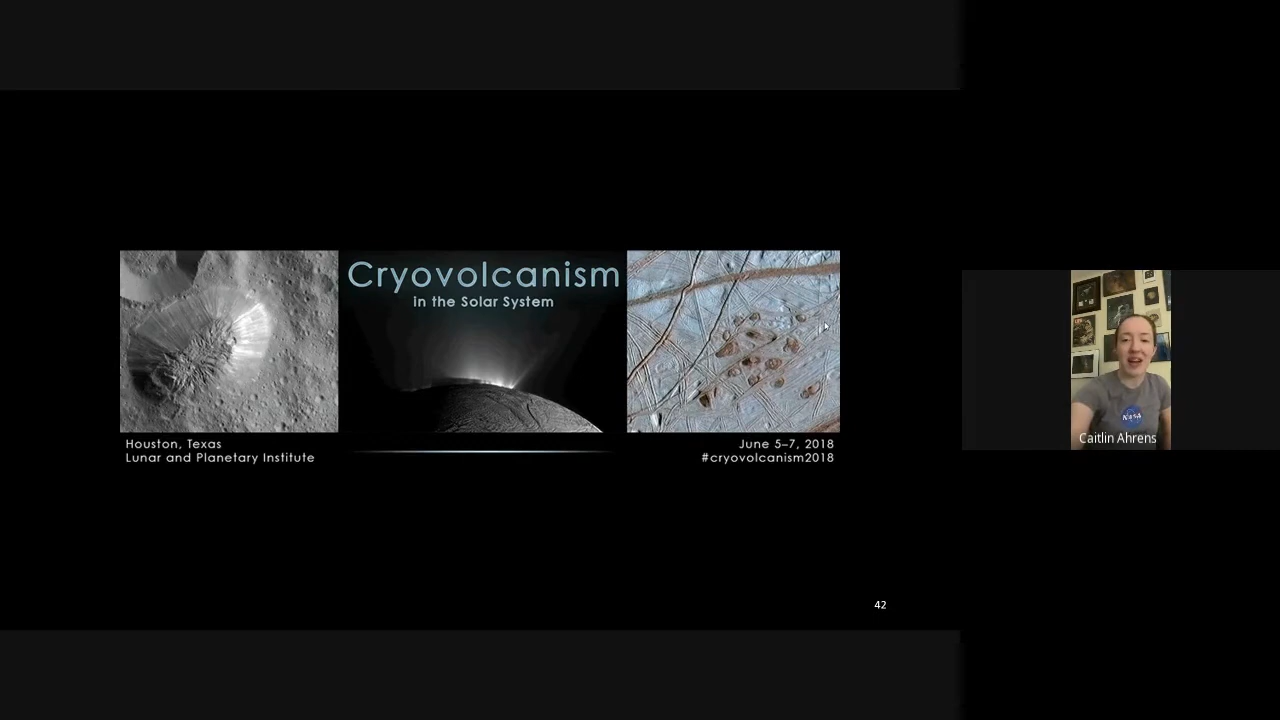 Cryovolcanism
in the Solar System
Houston, Texas
Lunar and Planetary Institute
June 5–7, 2018
#cryovolcanism2018
42
NASA
Caitlin Ahrens